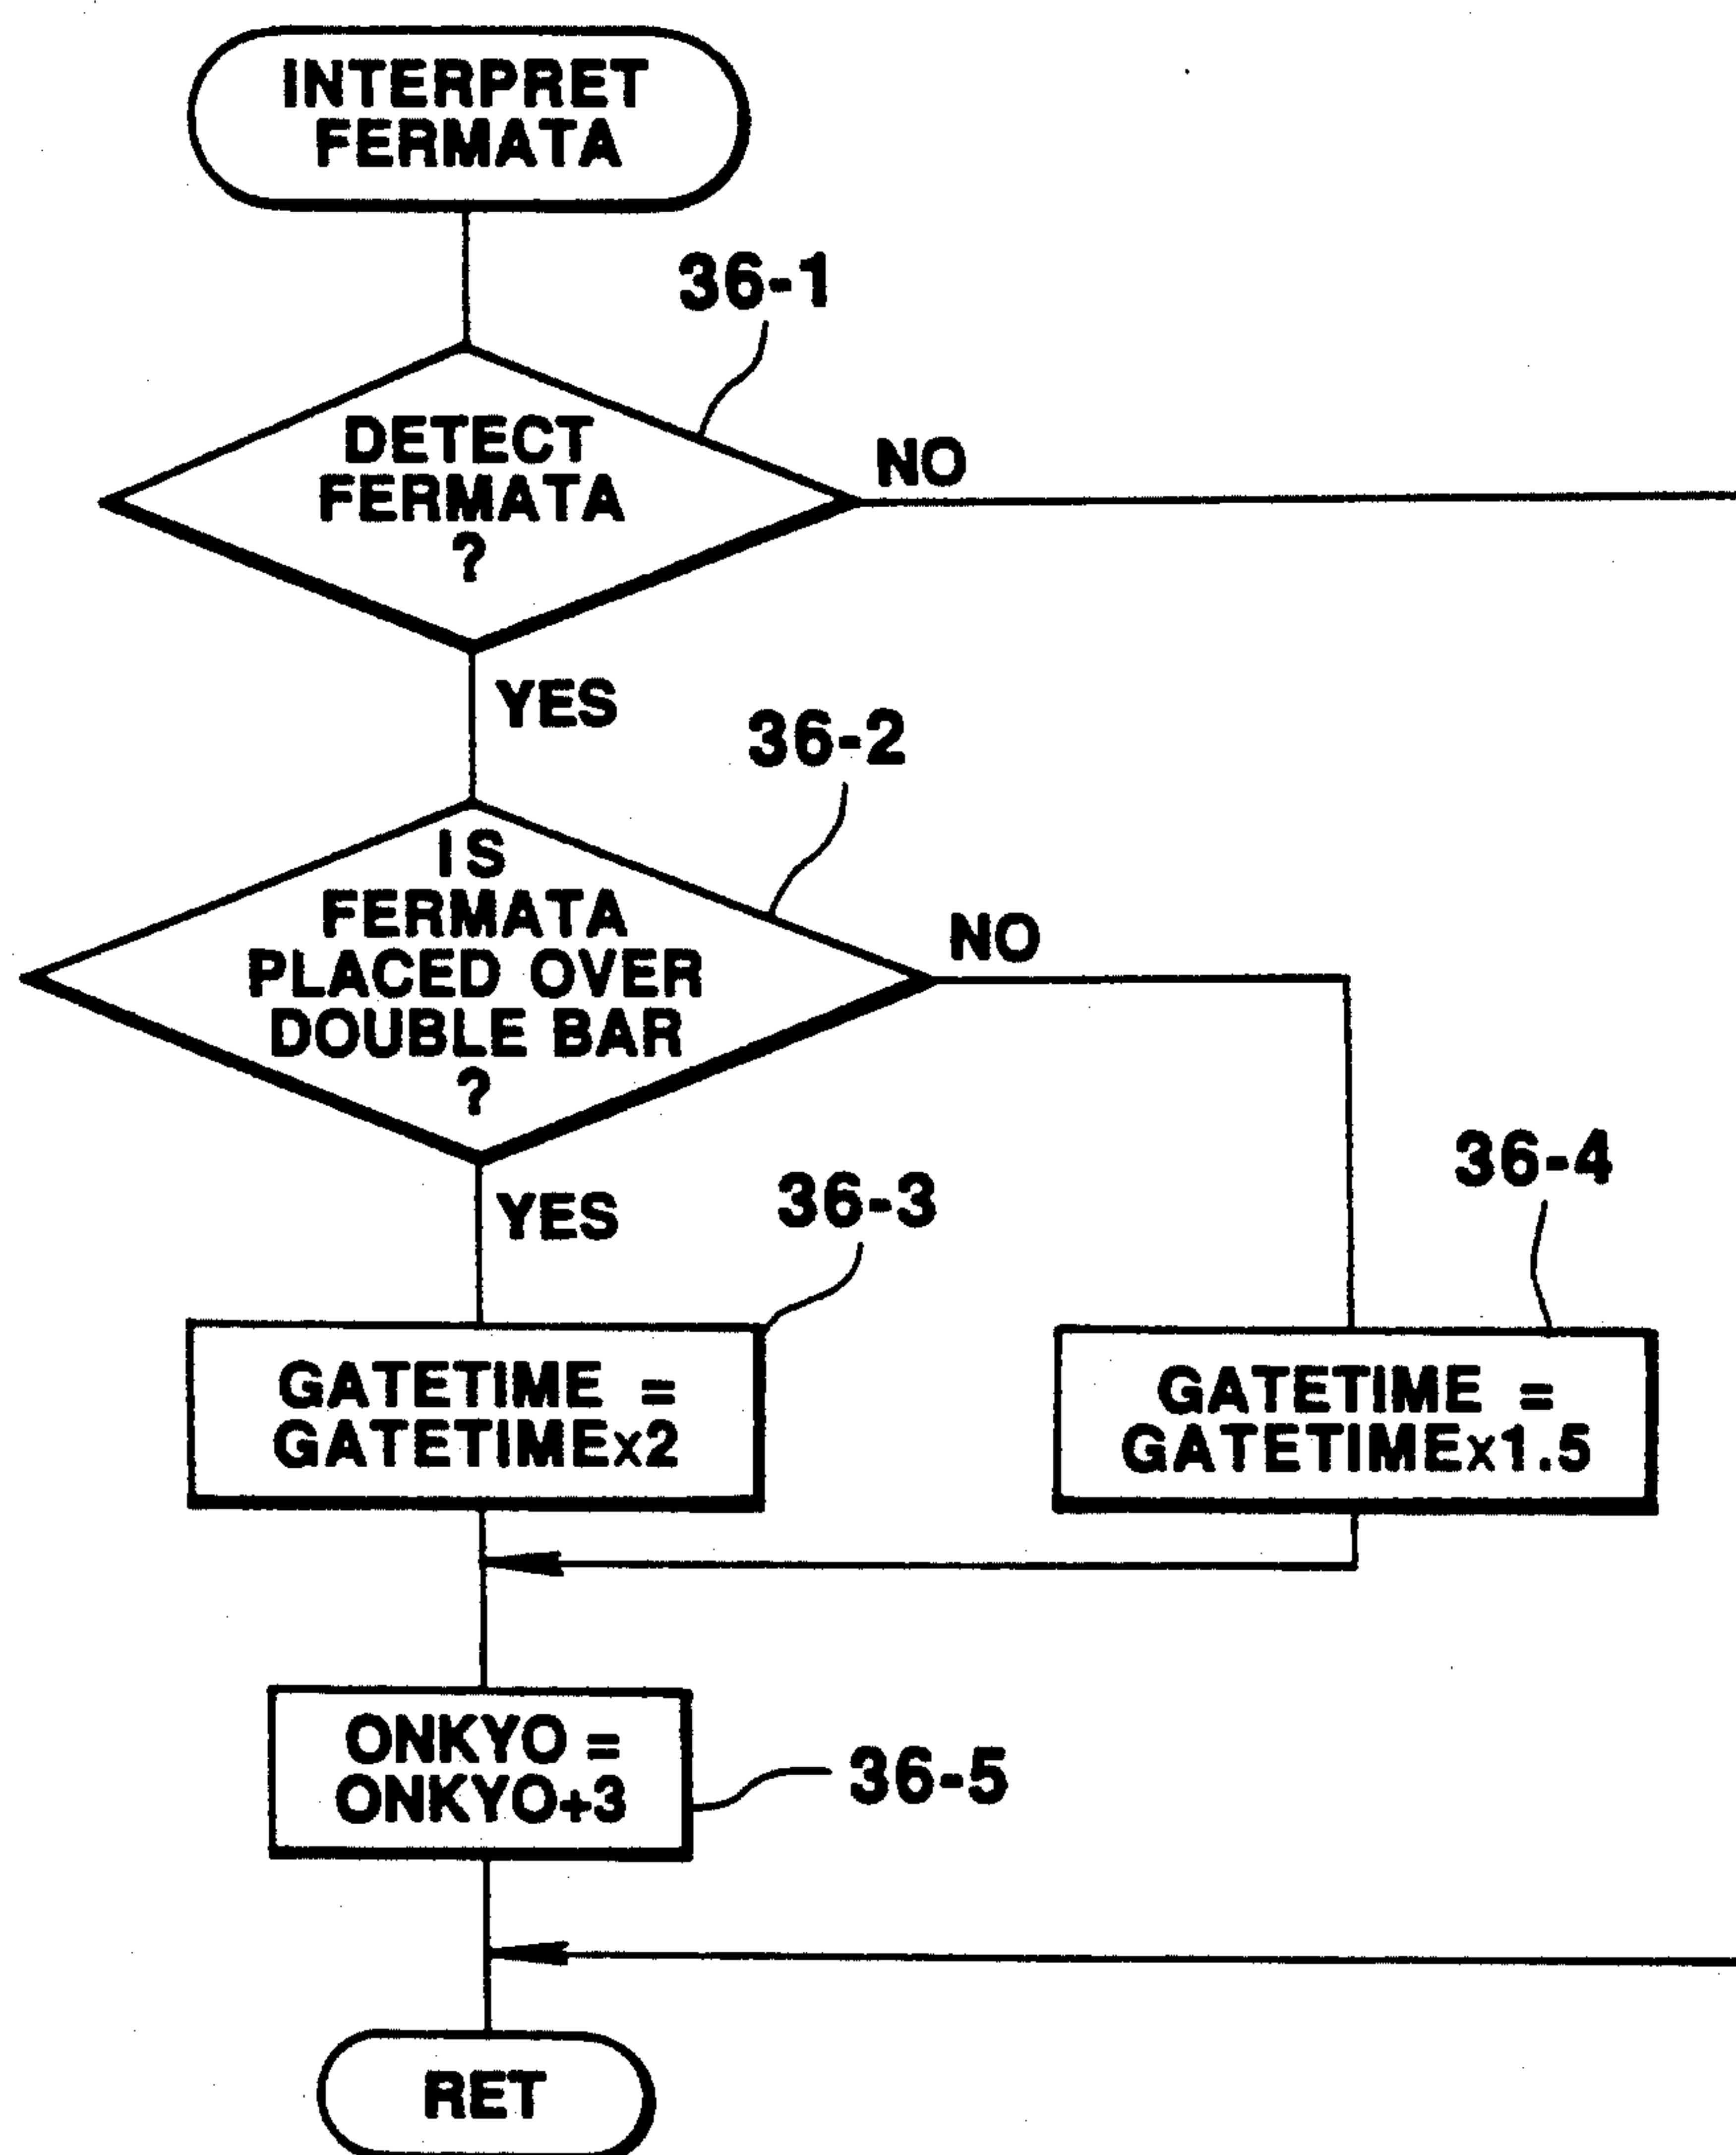 INTERPRET
FERMATA
36-1
DETECT
FERMATA
?
NO
YES
36-2
IS
FERMATA
PLACED OVER
DOUBLE BAR
?
NO
YES
36-3
36-4
GATETIME =
GATETIMEx2
GATETIME =
GATETIMEx1.5
ONKYO =
ONKYO+3
36-5
RET